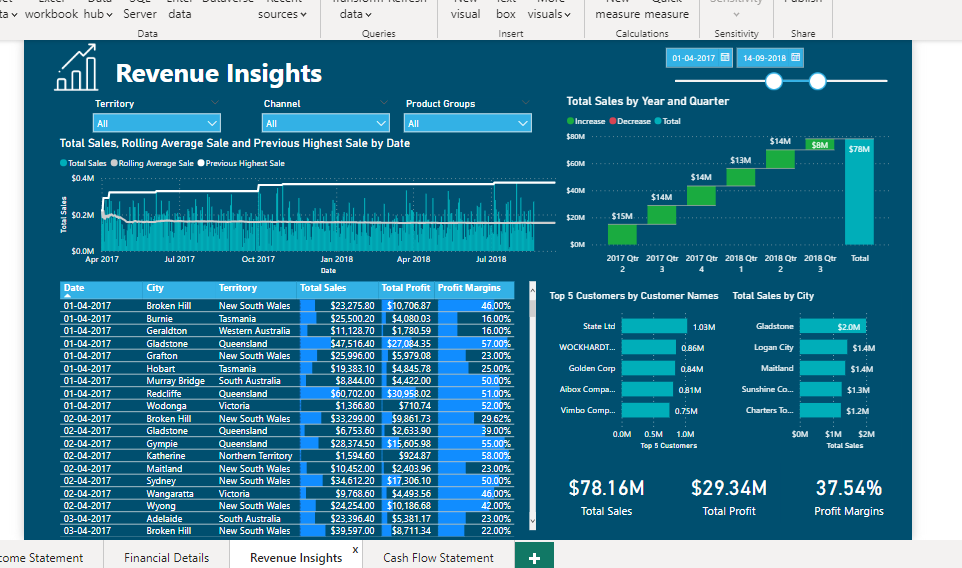 workbook hub Server data sources data visual box visuals measure measure
Data Queries Insert Calculations Sensitivity Share
Revenue Insights
01-04-2017 14-09-2018
Territory Channel Product Groups
All All All
Total Sales, Rolling Average Sale and Previous Highest Sale by Date
Total Sales Rolling Average Sale Previous Highest Sale
$0.4M
$0.2M
$0.0M
Total Sales
Apr 2017 Jul 2017 Oct 2017 Jan 2018 Apr 2018 Jul 2018
Date
Total Sales by Year and Quarter
Increase Decrease Total
$80M
$60M
$40M
$20M
$0M
$15M $14M $14M $13M $14M $8M $78M
2017 Qtr 2 2017 Qtr 3 2017 Qtr 4 2018 Qtr 1 2018 Qtr 2 2018 Qtr 3 Total
Date City Territory Total Sales Total Profit Profit Margins
01-04-2017 Broken Hill New South Wales $23,275.80 $10,706.87 46.00%
01-04-2017 Burnie Tasmania $25,500.20 $4,080.03 16.00%
01-04-2017 Geraldton Western Australia $11,128.70 $1,780.59 16.00%
01-04-2017 Gladstone Queensland $47,516.40 $27,084.35 57.00%
01-04-2017 Grafton New South Wales $25,996.00 $5,979.08 23.00%
01-04-2017 Hobart Tasmania $19,383.10 $4,845.78 25.00%
01-04-2017 Murray Bridge South Australia $8,844.00 $4,422.00 50.00%
01-04-2017 Redcliffe Queensland $60,702.00 $30,958.02 51.00%
01-04-2017 Wodonga Victoria $1,366.80 $710.74 52.00%
02-04-2017 Broken Hill New South Wales $33,299.00 $9,861.73 29.62%
02-04-2017 Gladstone Queensland $6,753.60 $2,633.90 39.00%
02-04-2017 Gympie Queensland $28,374.50 $15,605.98 55.00%
02-04-2017 Katherine Northern Territory $1,594.60 $924.87 58.00%
02-04-2017 Maitland New South Wales $10,452.00 $2,403.96 23.00%
02-04-2017 Sydney New South Wales $34,612.20 $17,306.10 50.00%
02-04-2017 Wangaratta Victoria $9,768.60 $4,493.56 46.00%
02-04-2017 Wyong New South Wales $24,254.00 $10,186.68 42.00%
03-04-2017 Adelaide South Australia $23,396.40 $5,381.17 23.00%
03-04-2017 Broken Hill New South Wales $39,597.00 $8,711.34 22.00%
Top 5 Customers by Customer Names
State Ltd 1.03M
WOCKHARDT... 0.86M
Golden Corp 0.84M
Aibox Compa... 0.81M
Vimbo Comp... 0.75M
0.0M 0.5M 1.0M
Top 5 Customers
Total Sales by City
Gladstone $2.0M
Logan City $1.4M
Maitland $1.4M
Sunshine Co... $1.3M
Charters To... $1.2M
$0M $1M $2M
Total Sales
$78.16M $29.34M 37.54%
Total Sales Total Profit Profit Margins
come Statement Financial Details Revenue Insights x Cash Flow Statement +